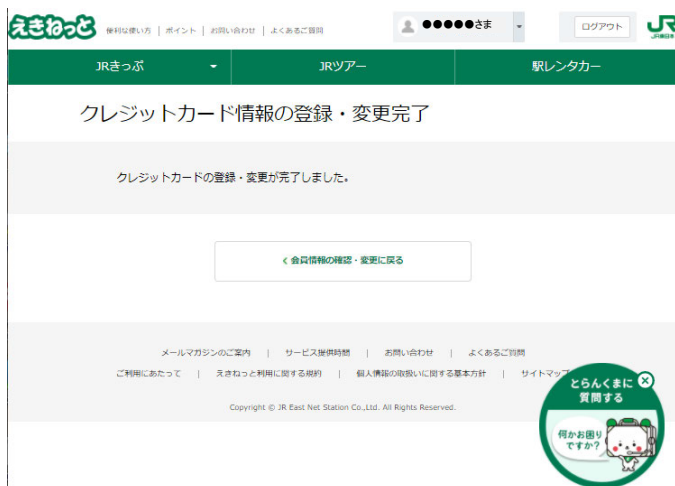 えきねっと 便利な使い方 | ポイント | お問い合わせ | よくあるご質問 ●●●●●さま ログアウト JR
JR東日本
JRきっぷ JRツアー 駅レンタカー
クレジットカード情報の登録・変更完了
クレジットカードの登録・変更が完了しました。
< 会員情報の確認・変更に戻る
メールマガジンのご案内 | サービス提供時間 | お問い合わせ | よくあるご質問
ご利用にあたって | えきねっと利用に関する規約 | 個人情報の取扱いに関する基本方針 | サイトマップ
Copyright © JR East Net Station Co.,Ltd. All Rights Reserved.
とらんくまに
質問する
何かお困り
ですか?